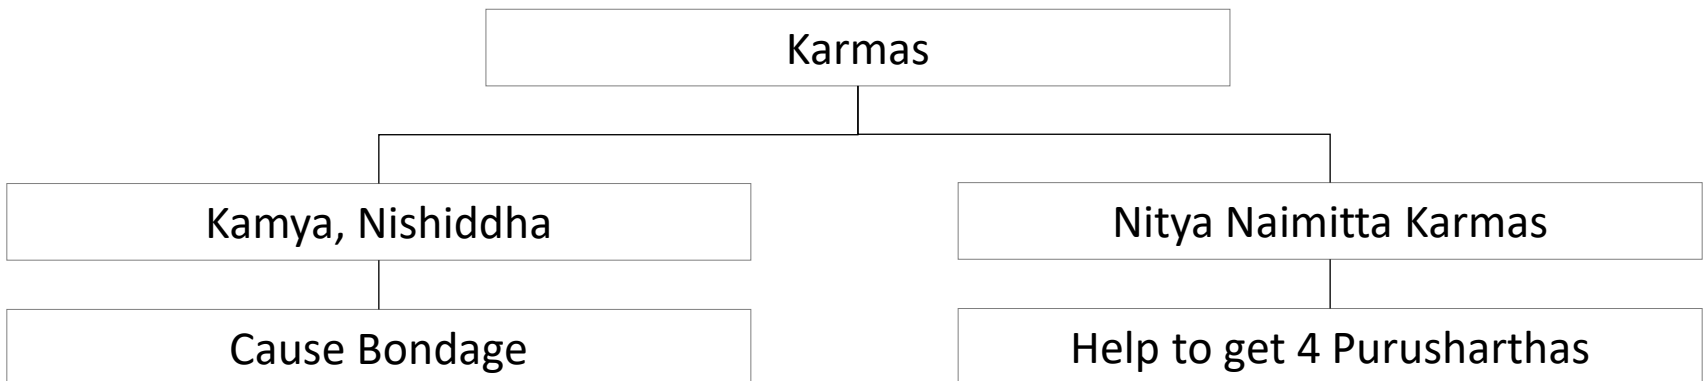 Karmas
Kamya, Nishiddha
Nitya Naimitta Karmas
Cause Bondage
Help to get 4 Purusharthas